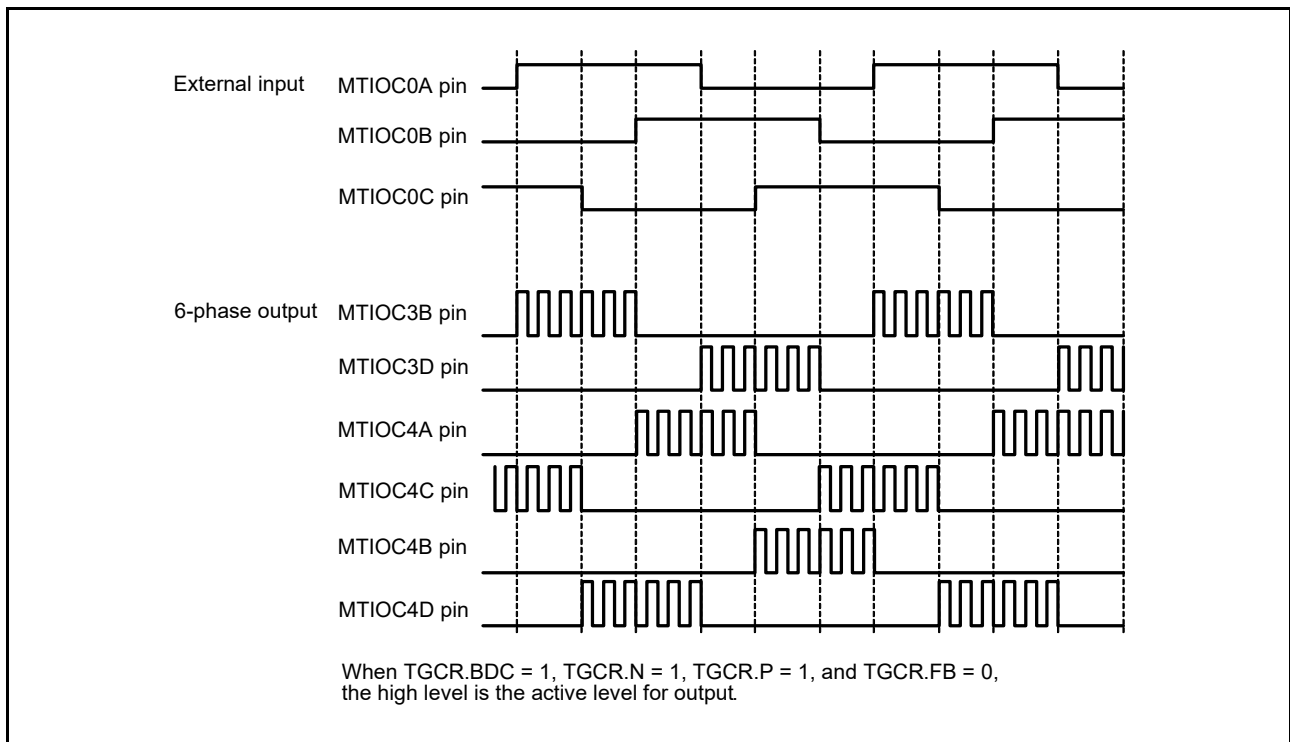 External input MTIOC0A pin
MTIOC0B pin
MTIOC0C pin
6-phase output MTIOC3B pin
MTIOC3D pin
MTIOC4A pin
MTIOC4C pin
MTIOC4B pin
MTIOC4D pin
When TGCR.BDC = 1, TGCR.N = 1, TGCR.P = 1, and TGCR.FB = 0,
the high level is the active level for output.